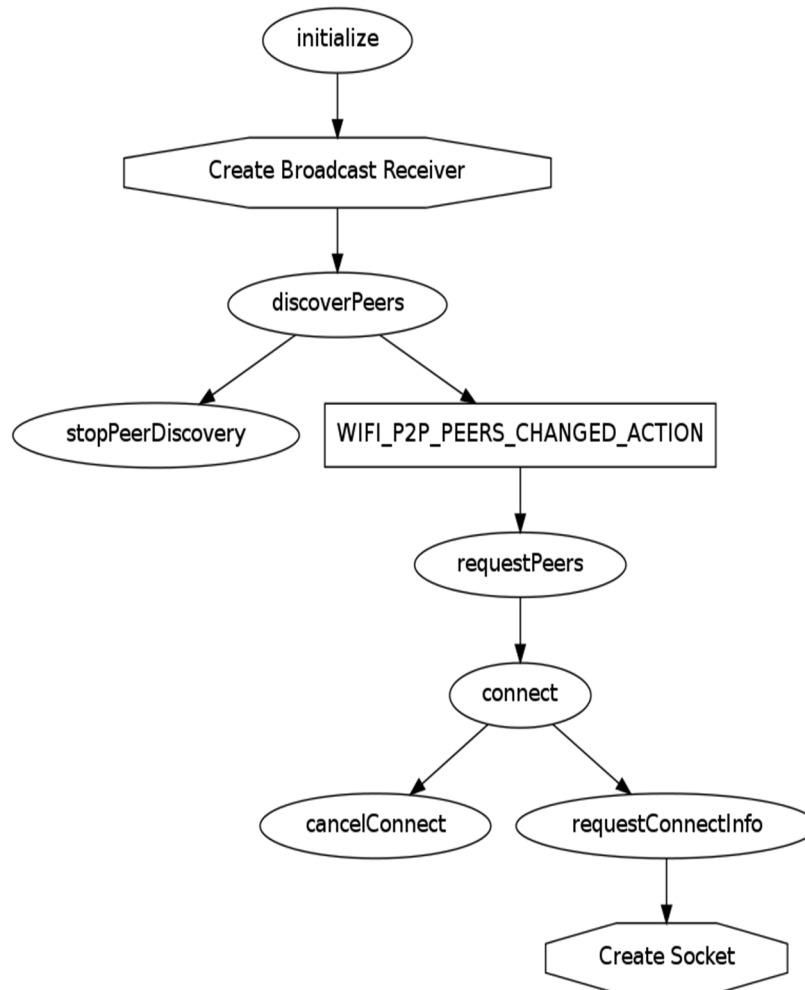 initialize
Create Broadcast Receiver
discoverPeers
stopPeerDiscovery
WIFI_P2P_PEERS_CHANGED_ACTION
requestPeers
connect
cancelConnect
requestConnectInfo
Create Socket